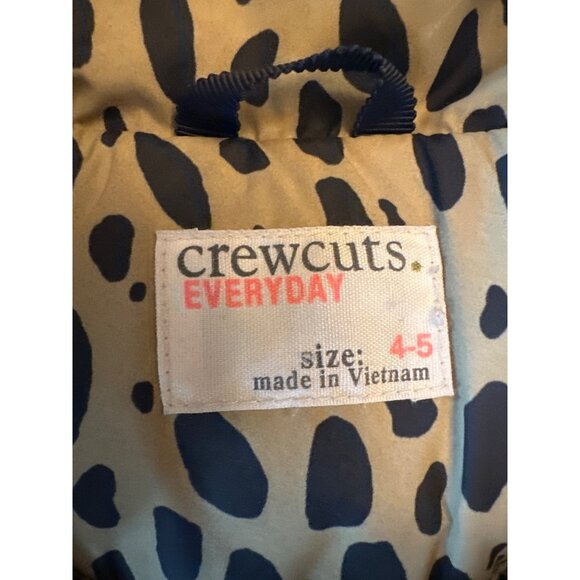 crewcuts.
EVERYDAY
size: 4-5
made in Vietnam